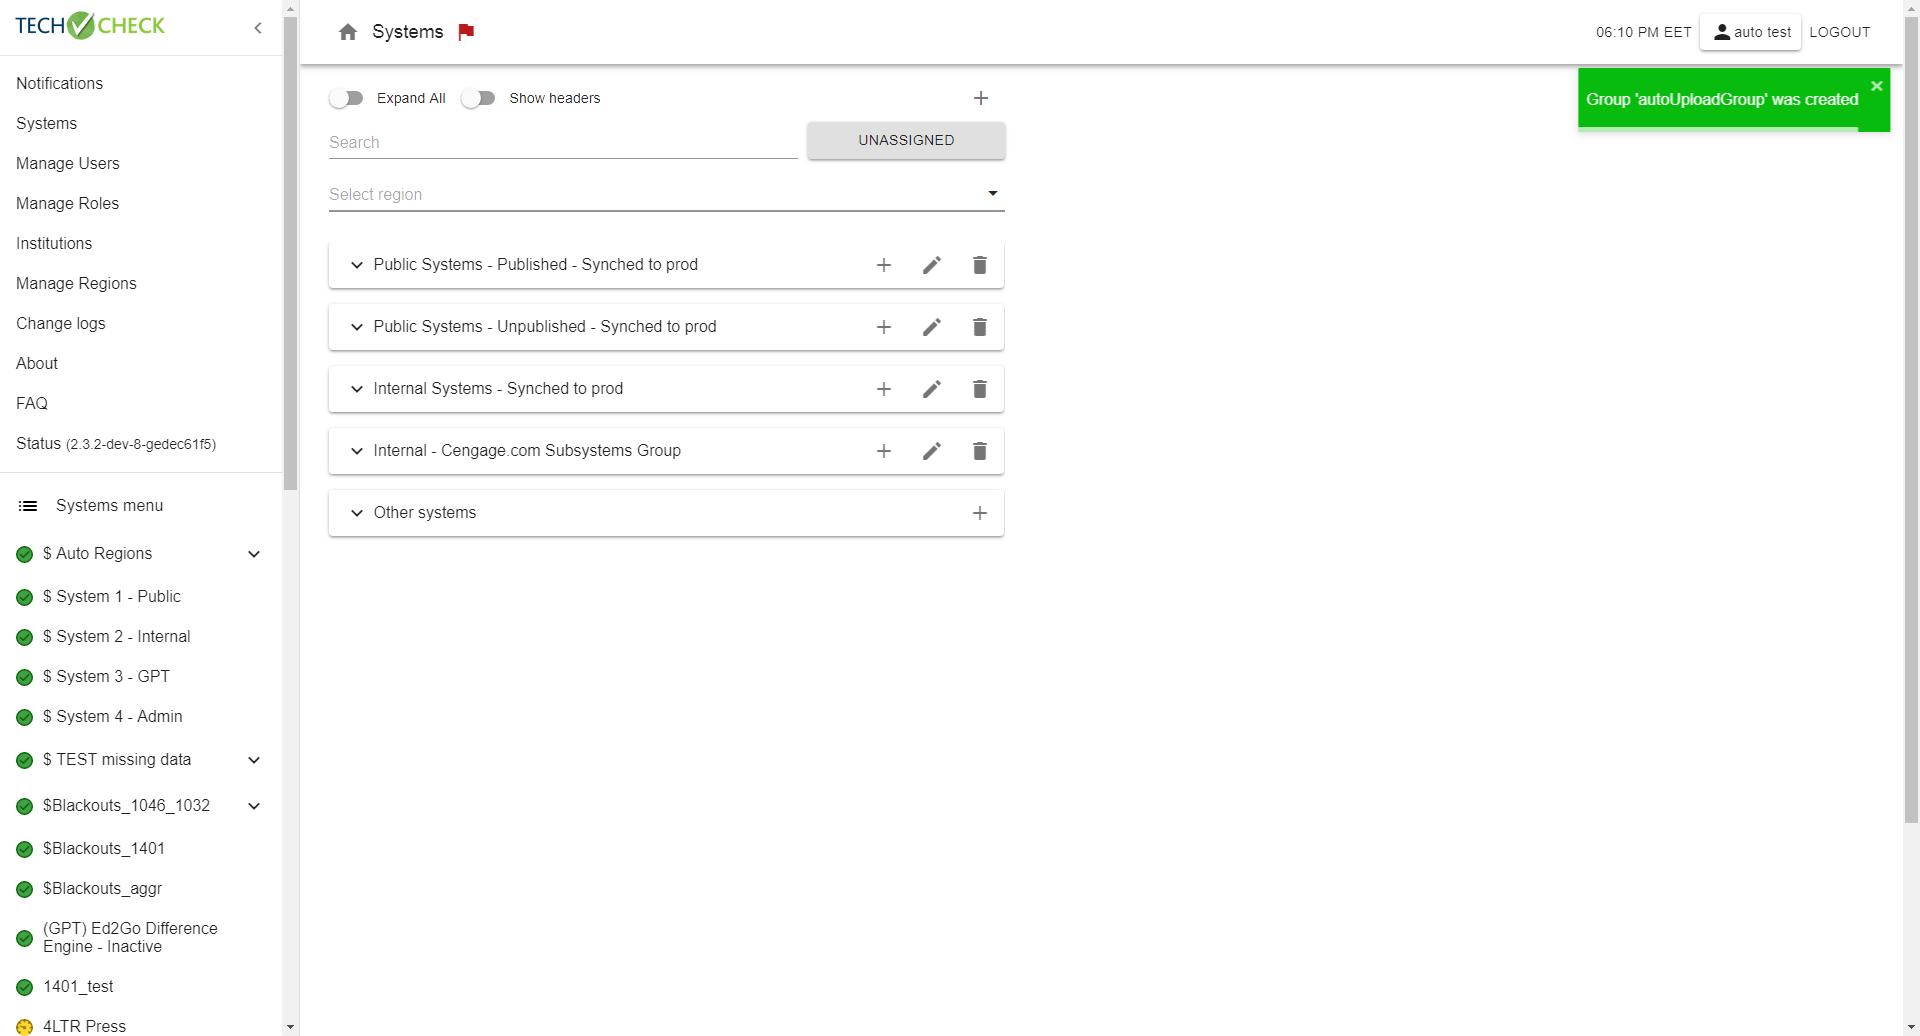 TECH CHECK
Notifications
Systems
Manage Users
Manage Roles
Institutions
Manage Regions
Change logs
About
FAQ
Status (2.3.2-dev-8-gedec61f5)
Systems menu
$ Auto Regions
$ System 1 - Public
$ System 2 - Internal
$ System 3 - GPT
$ System 4 - Admin
$ TEST missing data
$Blackouts_1046_1032
$Blackouts_1401
$Blackouts_aggr
(GPT) Ed2Go Difference
Engine - Inactive
1401_test
4LTR Press
Systems
06:10 PM EET
auto test
LOGOUT
Group 'autoUploadGroup' was created
Expand All
Show headers
Search
UNASSIGNED
Select region
Public Systems - Published - Synched to prod
Public Systems - Unpublished - Synched to prod
Internal Systems - Synched to prod
Internal - Cengage.com Subsystems Group
Other systems